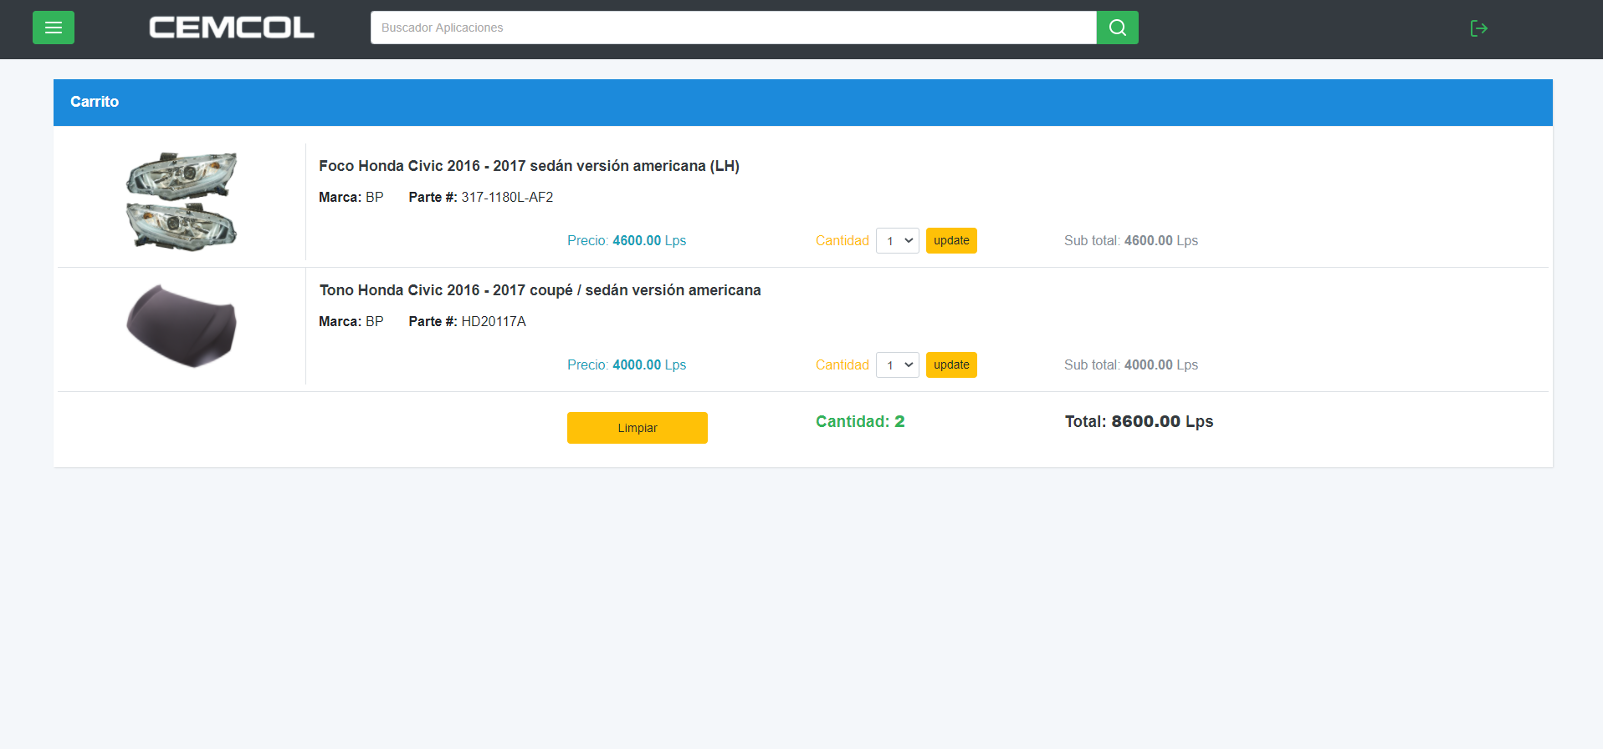 CEMCOL
Buscador Aplicaciones
Carrito
Foco Honda Civic 2016 - 2017 sedán versión americana (LH)
Marca: BP Parte #: 317-1180L-AF2
Precio: 4600.00 Lps Cantidad 1 update Sub total: 4600.00 Lps
Tono Honda Civic 2016 - 2017 coupé / sedán versión americana
Marca: BP Parte #: HD20117A
Precio: 4000.00 Lps Cantidad 1 update Sub total: 4000.00 Lps
Limpiar Cantidad: 2 Total: 8600.00 Lps